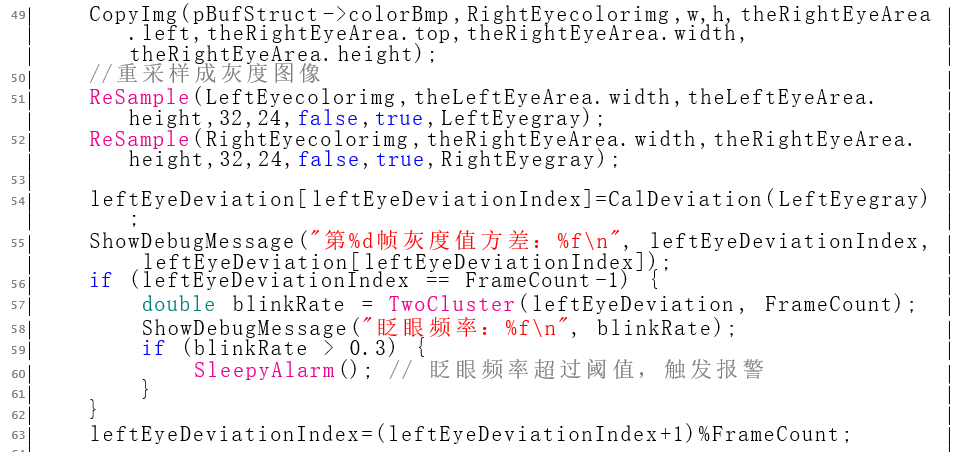 49 CopyImg(pBufStruct->colorBmp,RightEyecolorimg,w,h,theRightEyeArea
.left,theRightEyeArea.top,theRightEyeArea.width,
theRightEyeArea.height);
50 //重采样成灰度图像
51 ReSample(LeftEyecolorimg,theLeftEyeArea.width,theLeftEyeArea.
height,32,24,false,true,LeftEyegray);
52 ReSample(RightEyecolorimg,theRightEyeArea.width,theRightEyeArea.
height,32,24,false,true,RightEyegray);
53
54 leftEyeDeviation[leftEyeDeviationIndex]=CalDeviation(LeftEyegray)
;
55 ShowDebugMessage("第%d帧灰度值方差: %f\n", leftEyeDeviationIndex,
leftEyeDeviation[leftEyeDeviationIndex]);
56 if (leftEyeDeviationIndex == FrameCount-1) {
57 double blinkRate = TwoCluster(leftEyeDeviation, FrameCount);
58 ShowDebugMessage("眨眼频率: %f\n", blinkRate);
59 if (blinkRate > 0.3) {
60 SleepyAlarm(); // 眨眼频率超过阈值, 触发报警
61 }
62 }
63 leftEyeDeviationIndex=(leftEyeDeviationIndex+1)%FrameCount;